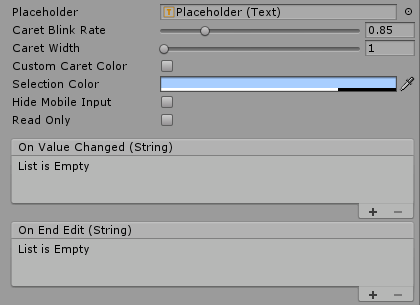 Placeholder
Placeholder (Text)
Caret Blink Rate
0.85
Caret Width
1
Custom Caret Color
Selection Color
Hide Mobile Input
Read Only
On Value Changed (String)
List is Empty
+ −
On End Edit (String)
List is Empty
+ −